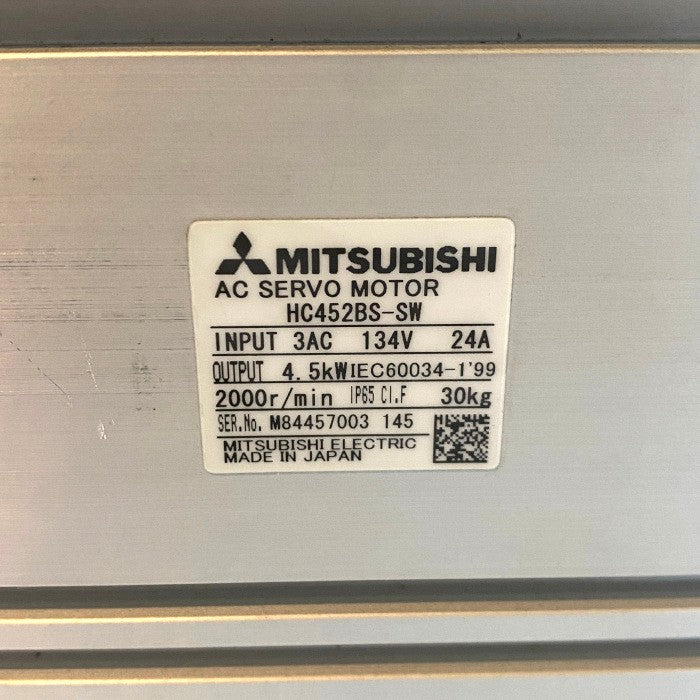 MITSUBISHI
AC SERVO MOTOR
HC452BS-SW
INPUT 3AC 134V 24A
OUTPUT 4.5kW IEC60034-1'99
2000r/min IP65 Cl.F 30kg
SER.No. M84457003 145
MITSUBISHI ELECTRIC
MADE IN JAPAN